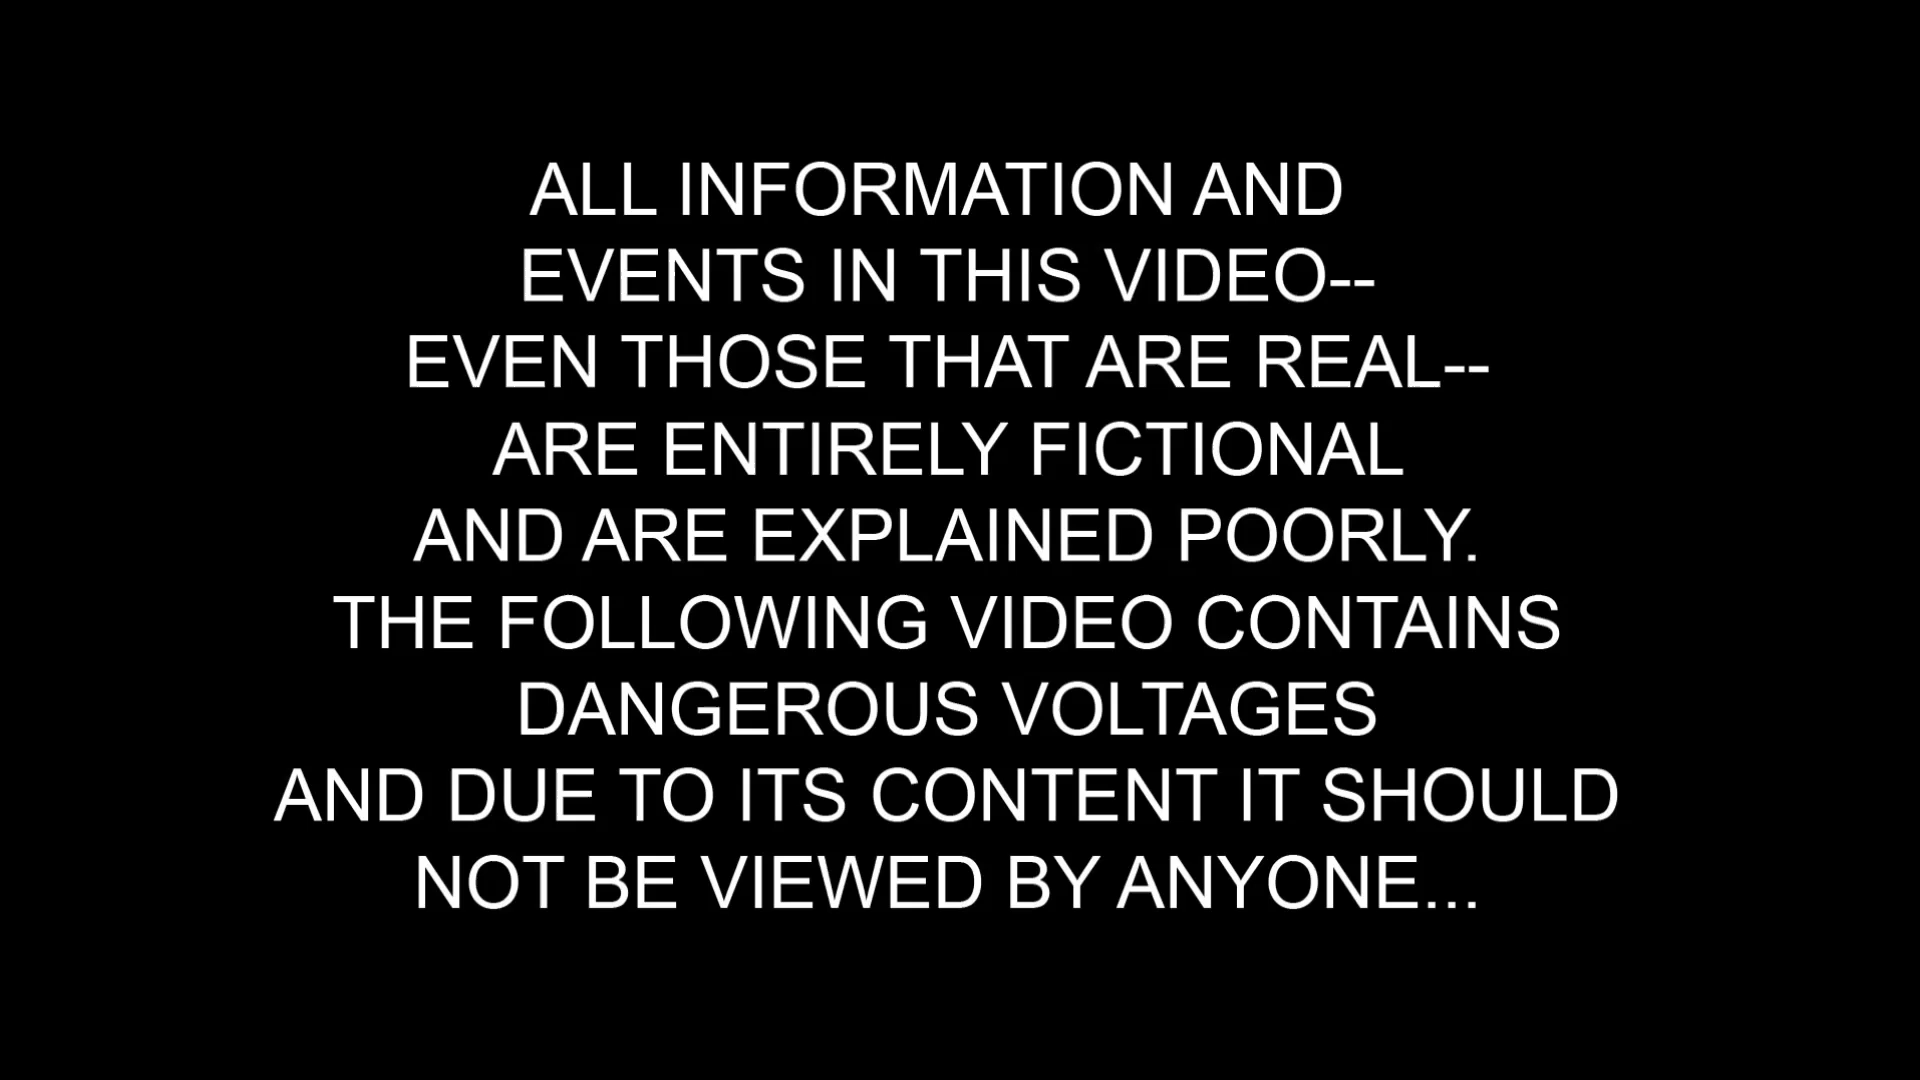 ALL INFORMATION AND
EVENTS IN THIS VIDEO--
EVEN THOSE THAT ARE REAL--
ARE ENTIRELY FICTIONAL
AND ARE EXPLAINED POORLY.
THE FOLLOWING VIDEO CONTAINS
DANGEROUS VOLTAGES
AND DUE TO ITS CONTENT IT SHOULD
NOT BE VIEWED BY ANYONE...